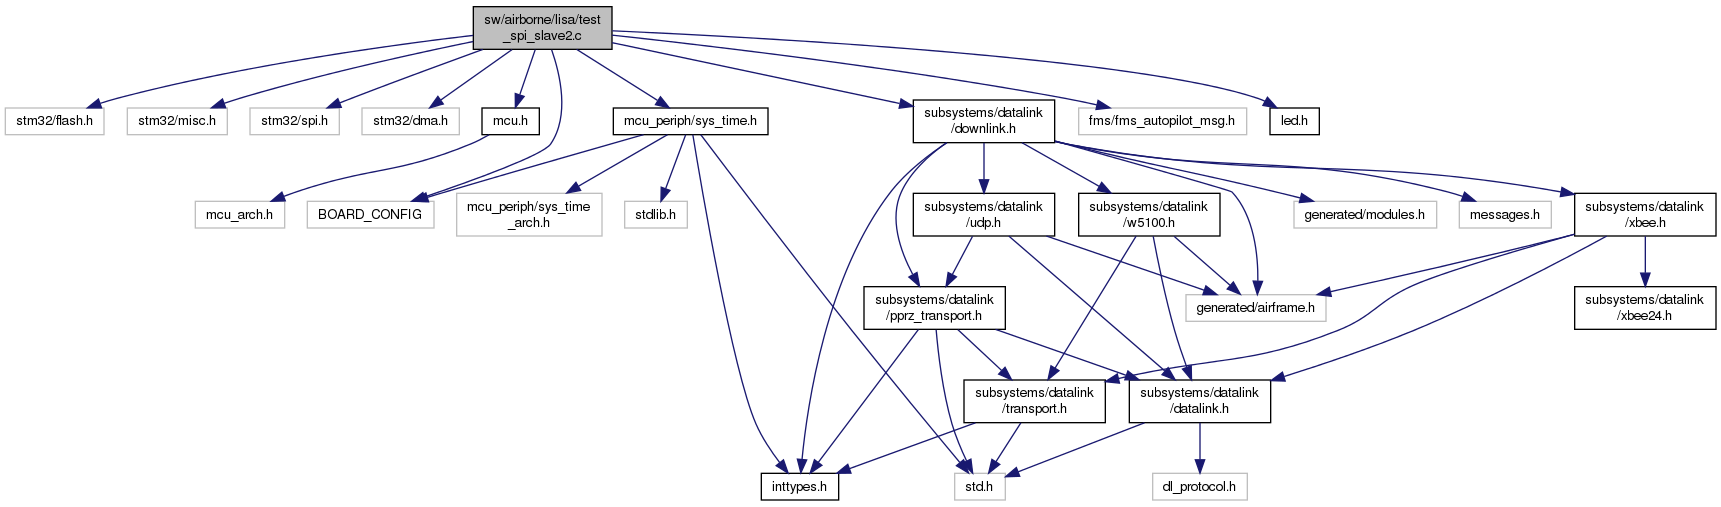 sw/airborne/lisa/test
_spi_slave2.c
stm32/flash.h
stm32/misc.h
stm32/spi.h
stm32/dma.h
mcu.h
mcu_periph/sys_time.h
subsystems/datalink
/downlink.h
fms/fms_autopilot_msg.h
led.h
mcu_arch.h
BOARD_CONFIG
mcu_periph/sys_time
_arch.h
stdlib.h
subsystems/datalink
/udp.h
subsystems/datalink
/w5100.h
generated/modules.h
messages.h
subsystems/datalink
/xbee.h
subsystems/datalink
/pprz_transport.h
generated/airframe.h
subsystems/datalink
/xbee24.h
subsystems/datalink
/transport.h
subsystems/datalink
/datalink.h
inttypes.h
std.h
dl_protocol.h